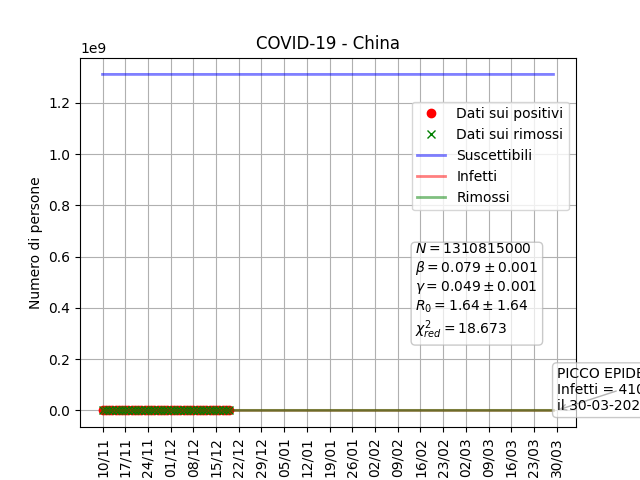 COVID-19 - China
1e9
Numero di persone
1.2
1.0
0.8
0.6
0.4
0.2
0.0
Dati sui positivi
Dati sui rimossi
Suscettibili
Infetti
Rimossi
N = 1310815000
β = 0.079 ± 0.001
γ = 0.049 ± 0.001
R₀ = 1.64 ± 1.64
χ²red = 18.673
PICCO EPIDE
Infetti = 410
il 30-03-202
10/11
17/11
24/11
01/12
08/12
15/12
22/12
29/12
05/01
12/01
19/01
26/01
02/02
09/02
16/02
23/02
02/03
09/03
16/03
23/03
30/03